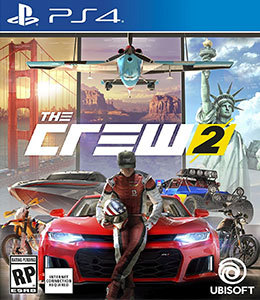 PS4
THE
CREW 2
RATING PENDING
RP
ESRB
INTERNET
CONNECTION
REQUIRED
UBISOFT